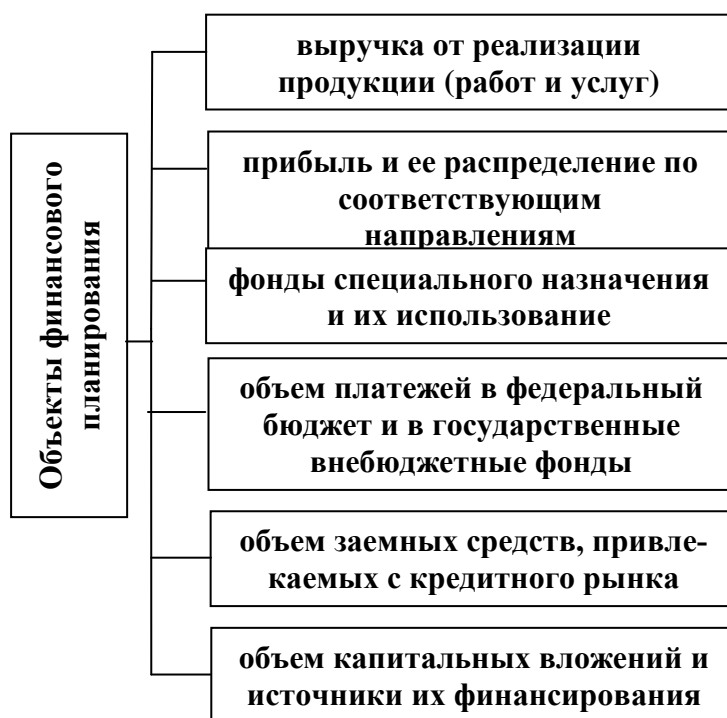 Объекты финансового
планирования
выручка от реализации
продукции (работ и услуг)
прибыль и ее распределение по
соответствующим
направлениям
фонды специального назначения
и их использование
объем платежей в федеральный
бюджет и в государственные
внебюджетные фонды
объем заемных средств, привле-
каемых с кредитного рынка
объем капитальных вложений и
источники их финансирования